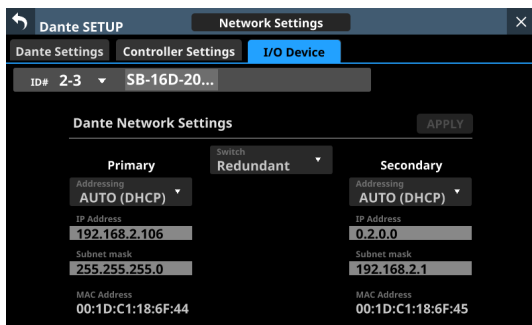 Dante SETUP
Network Settings
Dante Settings
Controller Settings
I/O Device
ID# 2-3
SB-16D-20...
Dante Network Settings
APPLY
Primary
Switch
Redundant
Secondary
Addressing
AUTO (DHCP)
Addressing
AUTO (DHCP)
IP Address
192.168.2.106
IP Address
0.2.0.0
Subnet mask
255.255.255.0
Subnet mask
192.168.2.1
MAC Address
00:1D:C1:18:6F:44
MAC Address
00:1D:C1:18:6F:45